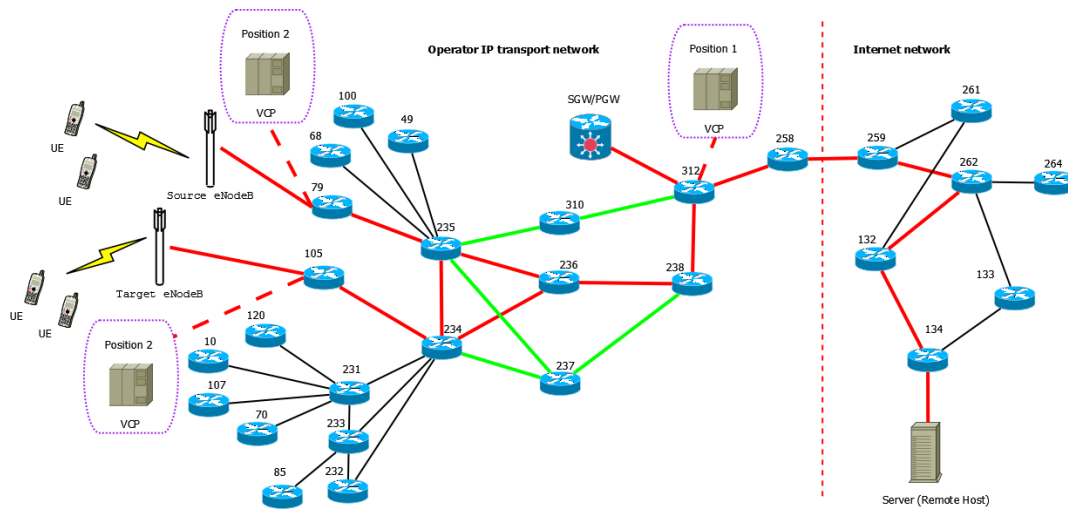 Operator IP transport network
Internet network
Position 2
VCP
Position 1
VCP
SGW/PGW
UE
UE
Source eNodeB
Target eNodeB
UE
UE
Position 2
VCP
100
49
68
79
235
310
312
258
259
261
262
264
105
236
238
132
133
120
10
234
237
134
107
231
70
233
85
232
Server (Remote Host)